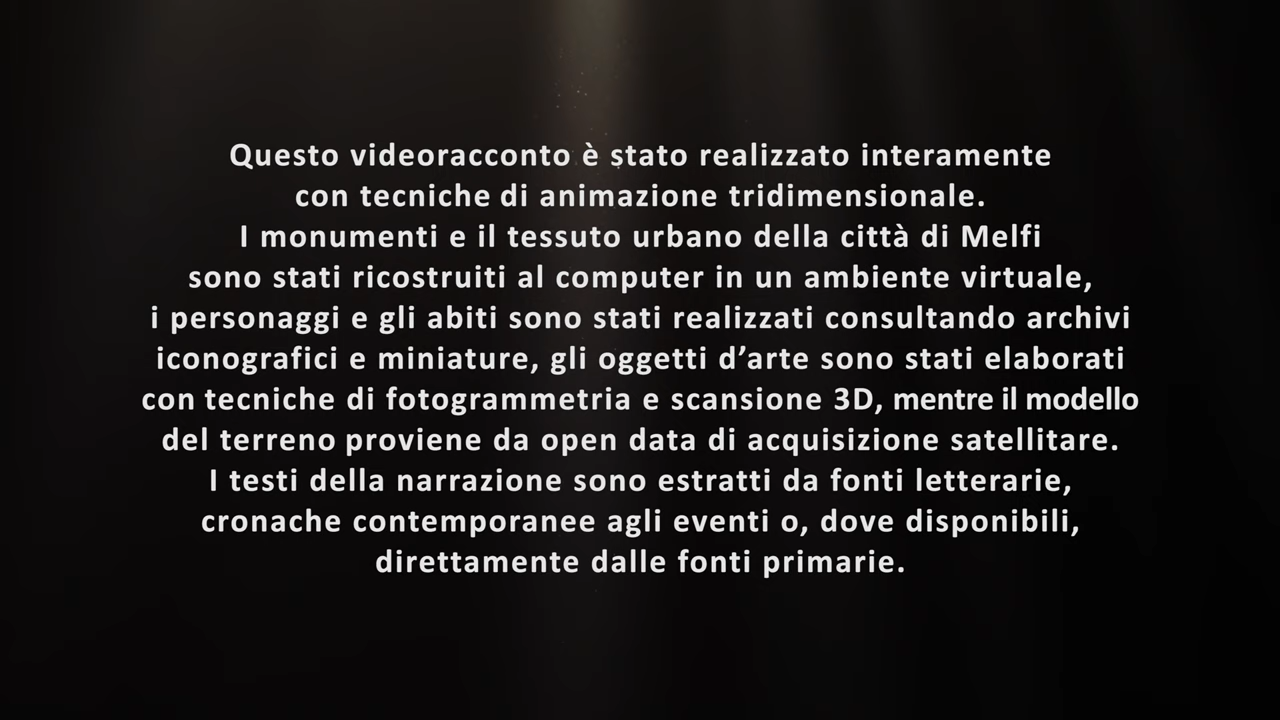 Questo videoracconto è stato realizzato interamente
con tecniche di animazione tridimensionale.
I monumenti e il tessuto urbano della città di Melfi
sono stati ricostruiti al computer in un ambiente virtuale,
i personaggi e gli abiti sono stati realizzati consultando archivi
iconografici e miniature, gli oggetti d’arte sono stati elaborati
con tecniche di fotogrammetria e scansione 3D, mentre il modello
del terreno proviene da open data di acquisizione satellitare.
I testi della narrazione sono estratti da fonti letterarie,
cronache contemporanee agli eventi o, dove disponibili,
direttamente dalle fonti primarie.